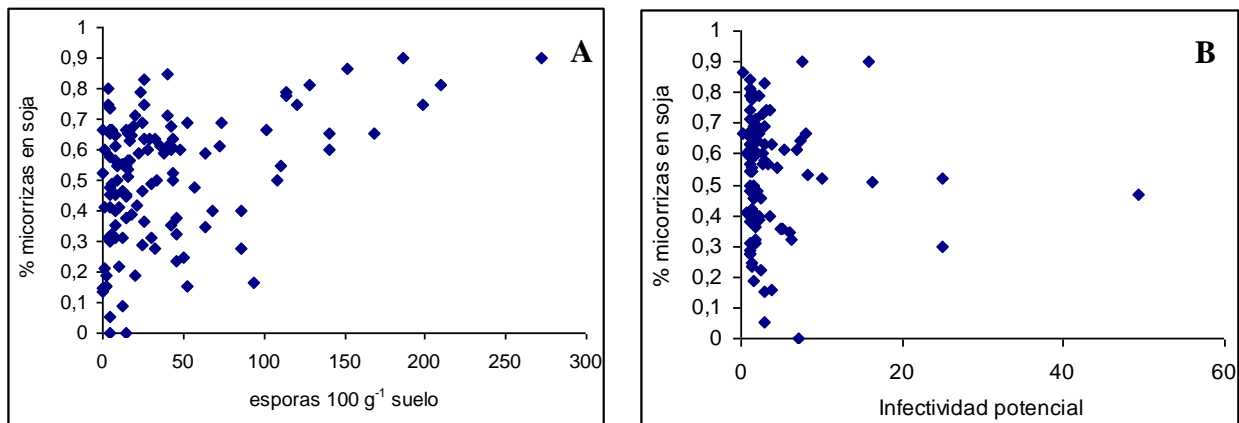 A
% micorrizas en soja
1
0,9
0,8
0,7
0,6
0,5
0,4
0,3
0,2
0,1
0
0 50 100 150 200 250 300
esporas 100 g⁻¹ suelo
B
% micorrizas en soja
1
0,9
0,8
0,7
0,6
0,5
0,4
0,3
0,2
0,1
0
0 20 40 60
Infectividad potencial